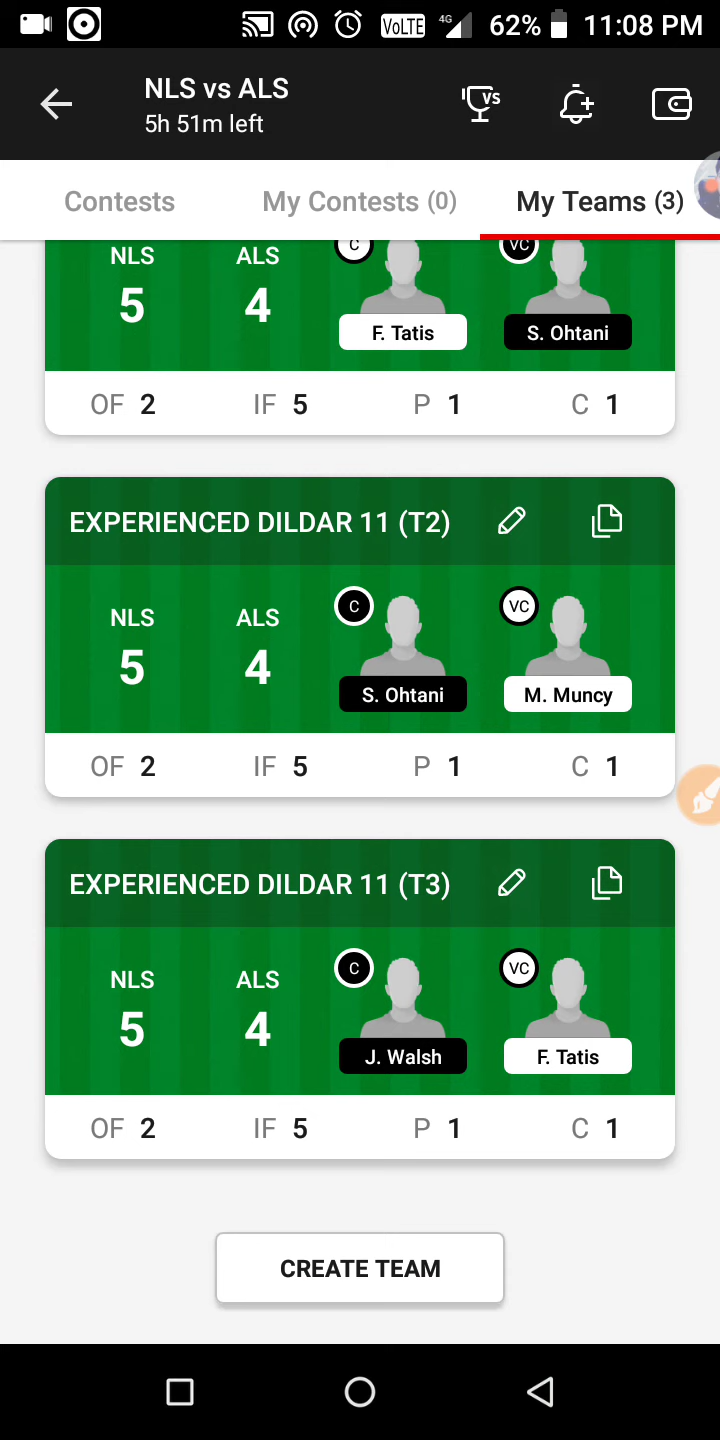 VoLTE 4G 62% 11:08 PM
NLS vs ALS
5h 51m left
VS
Contests My Contests (0) My Teams (3)
NLS ALS C VC
5 4
F. Tatis S. Ohtani
OF 2 IF 5 P 1 C 1
EXPERIENCED DILDAR 11 (T2)
NLS ALS C VC
5 4
S. Ohtani M. Muncy
OF 2 IF 5 P 1 C 1
EXPERIENCED DILDAR 11 (T3)
NLS ALS C VC
5 4
J. Walsh F. Tatis
OF 2 IF 5 P 1 C 1
CREATE TEAM